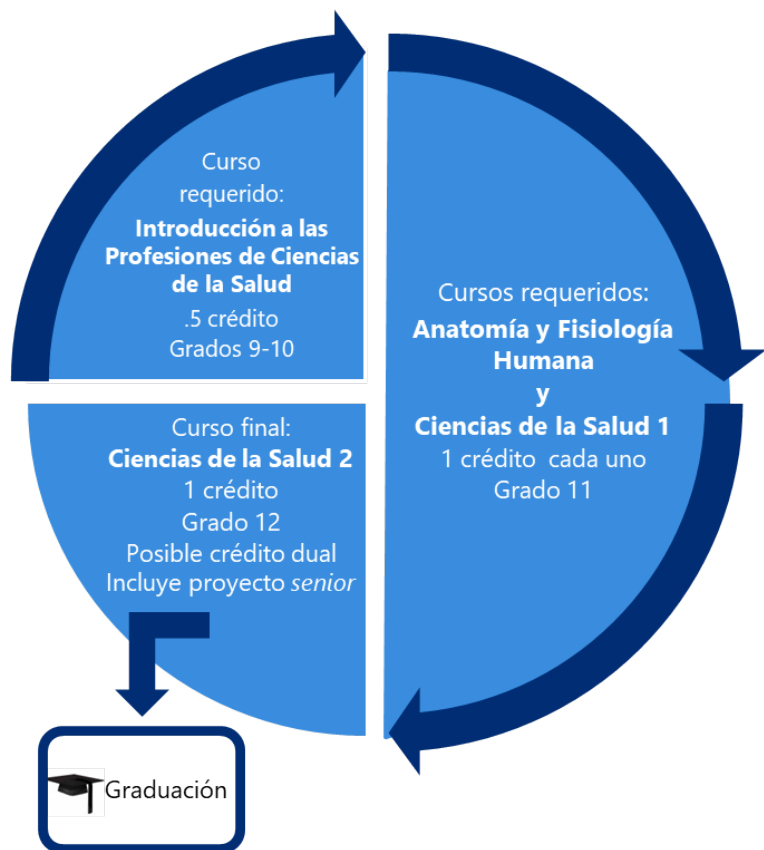 Curso
requerido:
Introducción a las
Profesiones de Ciencias
de la Salud
.5 crédito
Grados 9-10
Cursos requeridos:
Anatomía y Fisiología
Humana
y
Ciencias de la Salud 1
1 crédito cada uno
Grado 11
Curso final:
Ciencias de la Salud 2
1 crédito
Grado 12
Posible crédito dual
Incluye proyecto senior
Graduación